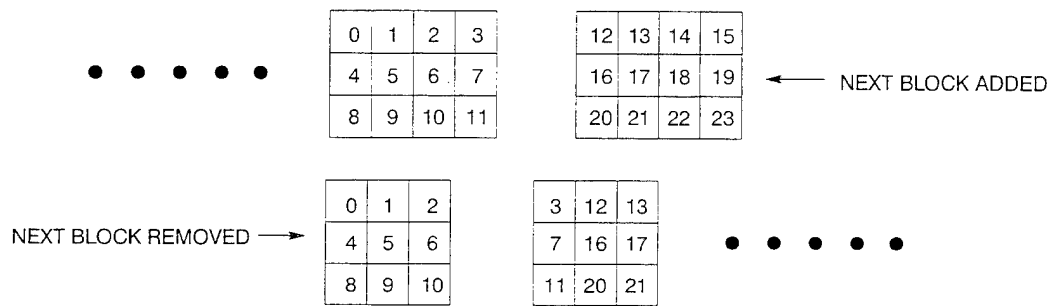 0 1 2 3 12 13 14 15
4 5 6 7 16 17 18 19 NEXT BLOCK ADDED
8 9 10 11 20 21 22 23
0 1 2 3 12 13
NEXT BLOCK REMOVED 4 5 6 7 16 17
8 9 10 11 20 21